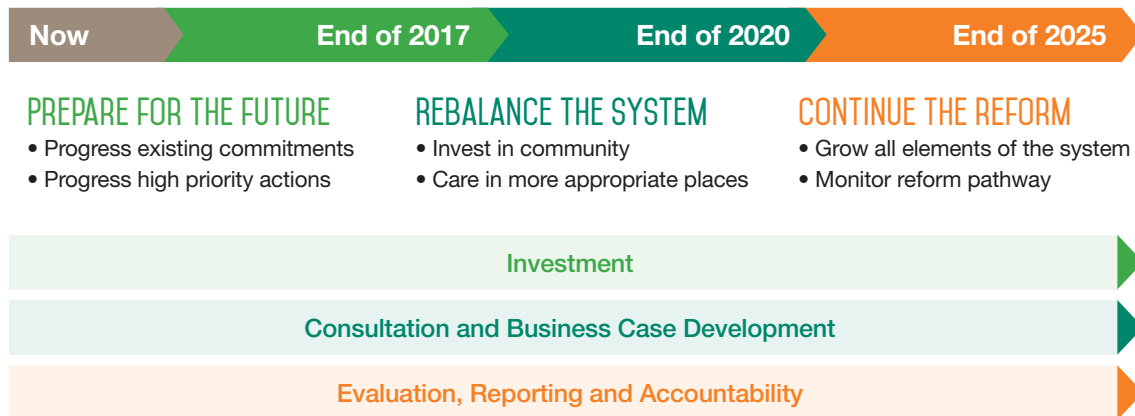 Now
End of 2017
End of 2020
End of 2025
PREPARE FOR THE FUTURE
• Progress existing commitments
• Progress high priority actions
REBALANCE THE SYSTEM
• Invest in community
• Care in more appropriate places
CONTINUE THE REFORM
• Grow all elements of the system
• Monitor reform pathway
Investment
Consultation and Business Case Development
Evaluation, Reporting and Accountability